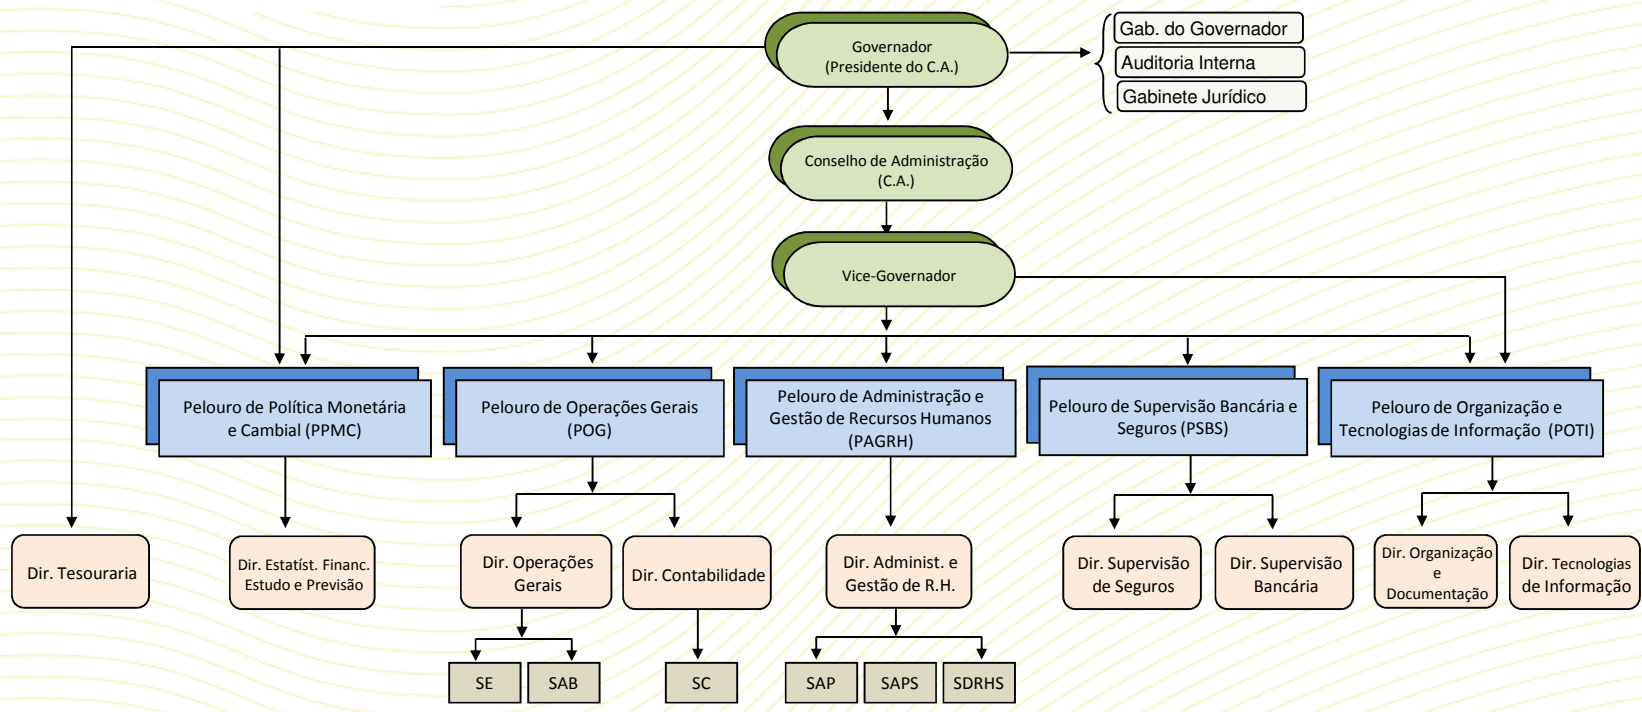 Governador
(Presidente do C.A.)
Gab. do Governador
Auditoria Interna
Gabinete Jurídico
Conselho de Administração
(C.A.)
Vice-Governador
Pelouro de Política Monetária
e Cambial (PPMC)
Pelouro de Operações Gerais
(POG)
Pelouro de Administração e
Gestão de Recursos Humanos
(PAGRH)
Pelouro de Supervisão Bancária e
Seguros (PSBS)
Pelouro de Organização e
Tecnologias de Informação (POTI)
Dir. Tesouraria
Dir. Estatíst. Financ.
Estudo e Previsão
Dir. Operações
Gerais
Dir. Contabilidade
Dir. Administ. e
Gestão de R.H.
Dir. Supervisão
de Seguros
Dir. Supervisão
Bancária
Dir. Organização
e
Documentação
Dir. Tecnologias
de Informação
SE
SAB
SC
SAP
SAPS
SDRHS